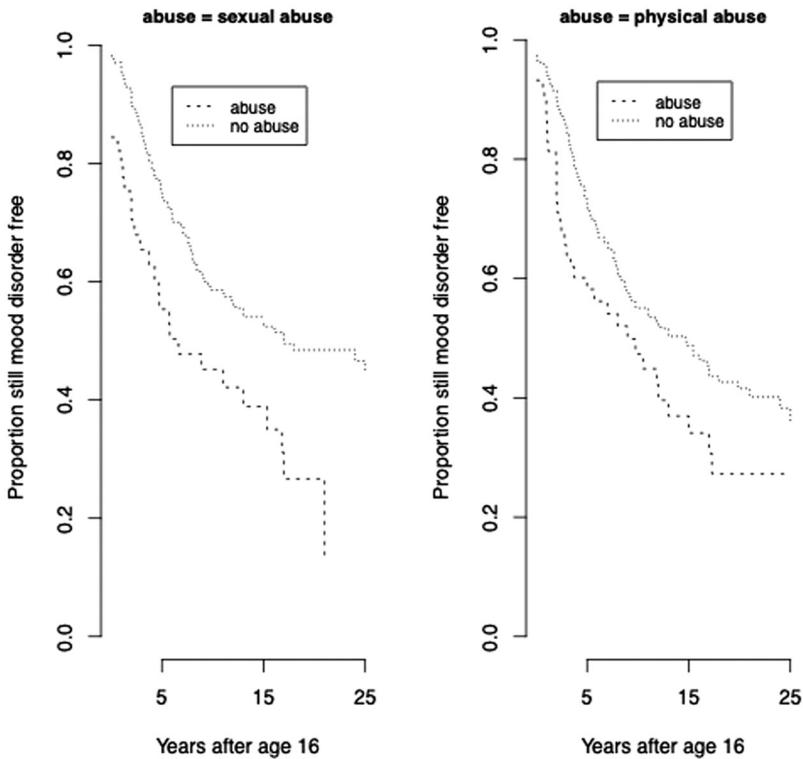 abuse = sexual abuse
abuse
no abuse
Proportion still mood disorder free
1.0
0.8
0.6
0.4
0.2
0.0
5 15 25
Years after age 16
abuse = physical abuse
abuse
no abuse
Proportion still mood disorder free
1.0
0.8
0.6
0.4
0.2
0.0
5 15 25
Years after age 16